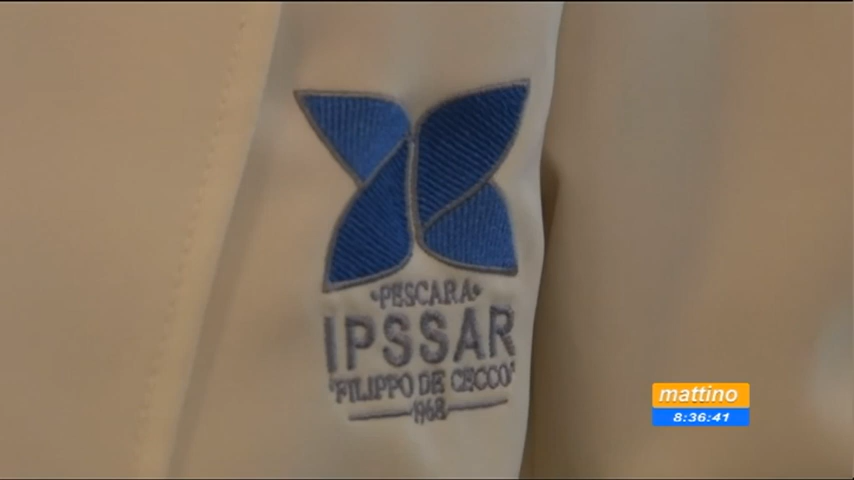 •PESCARA•
IPSSAR
"FILIPPO DE CECCO"
1968
mattino
8:36:41